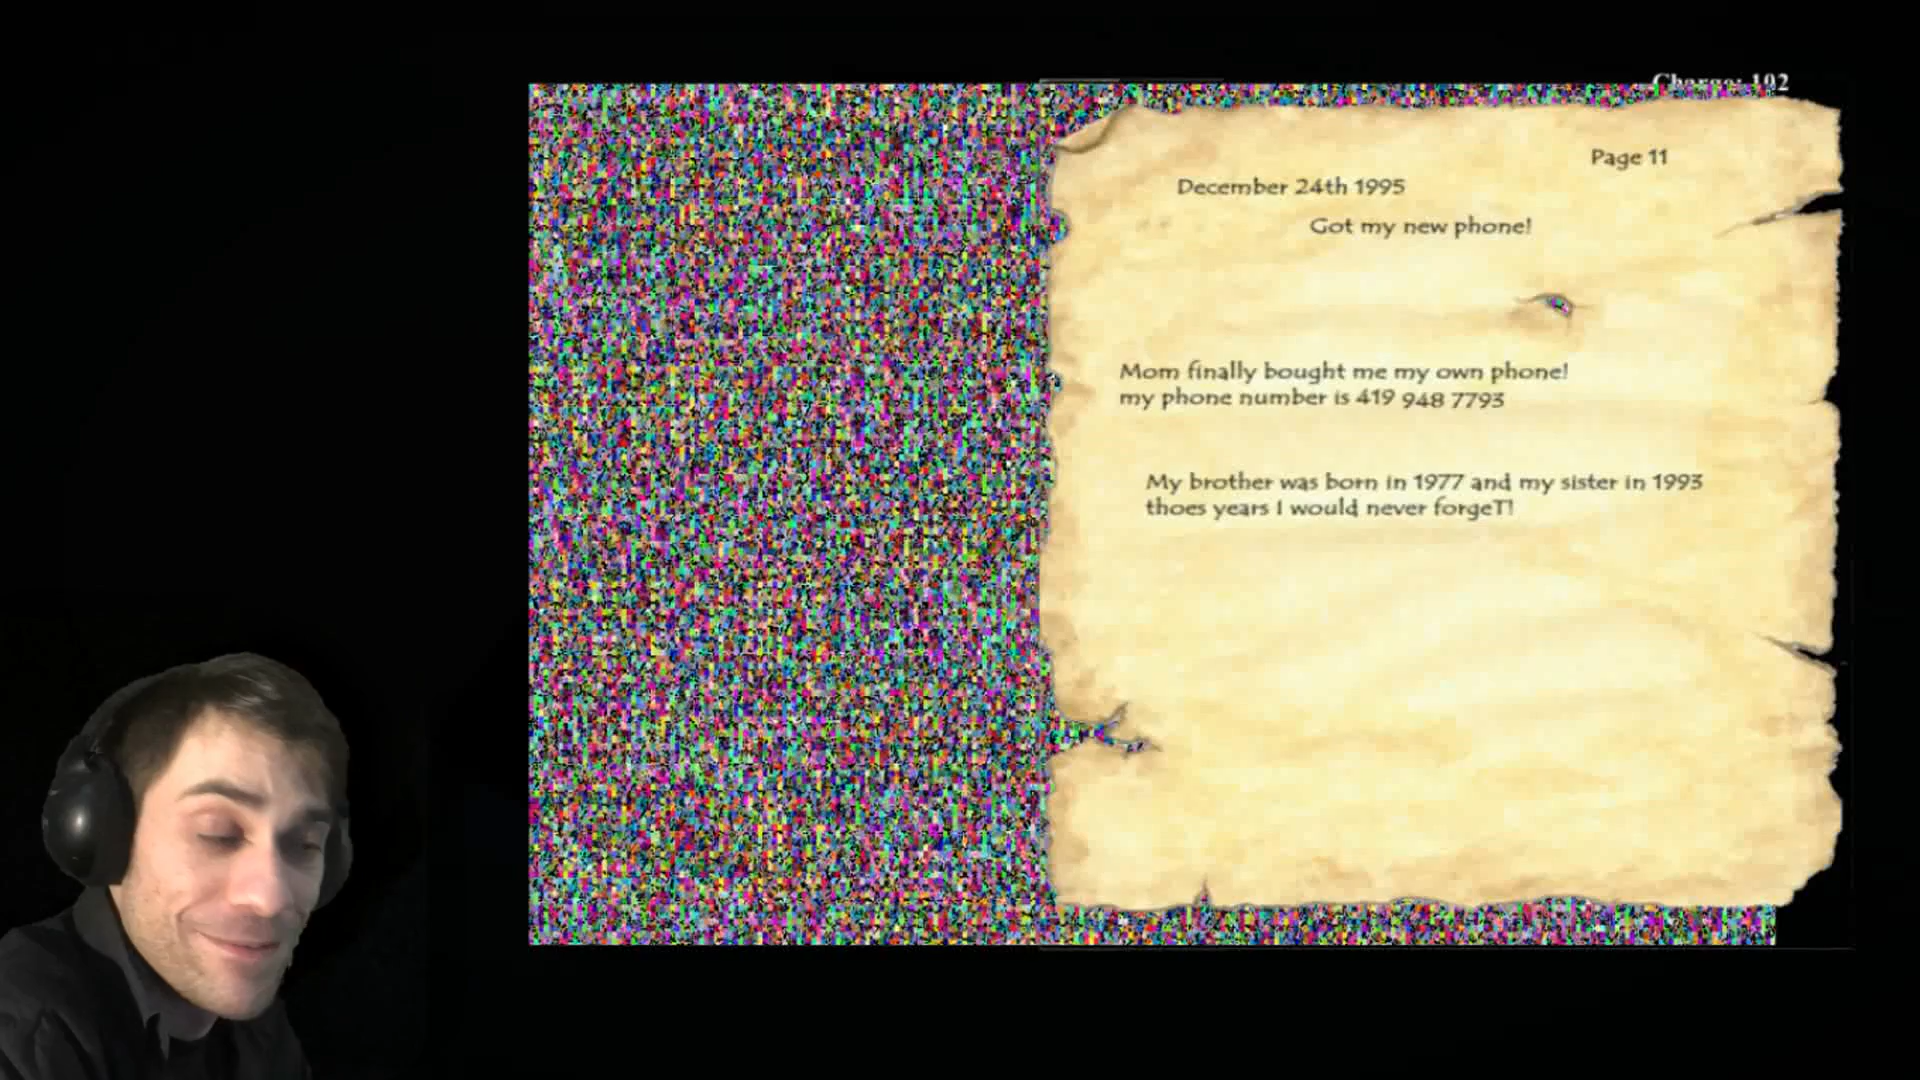 Charge: 102
Page 11
December 24th 1995
Got my new phone!
Mom finally bought me my own phone!
my phone number is 419 948 7793
My brother was born in 1977 and my sister in 1993
thoes years I would never forgeT!